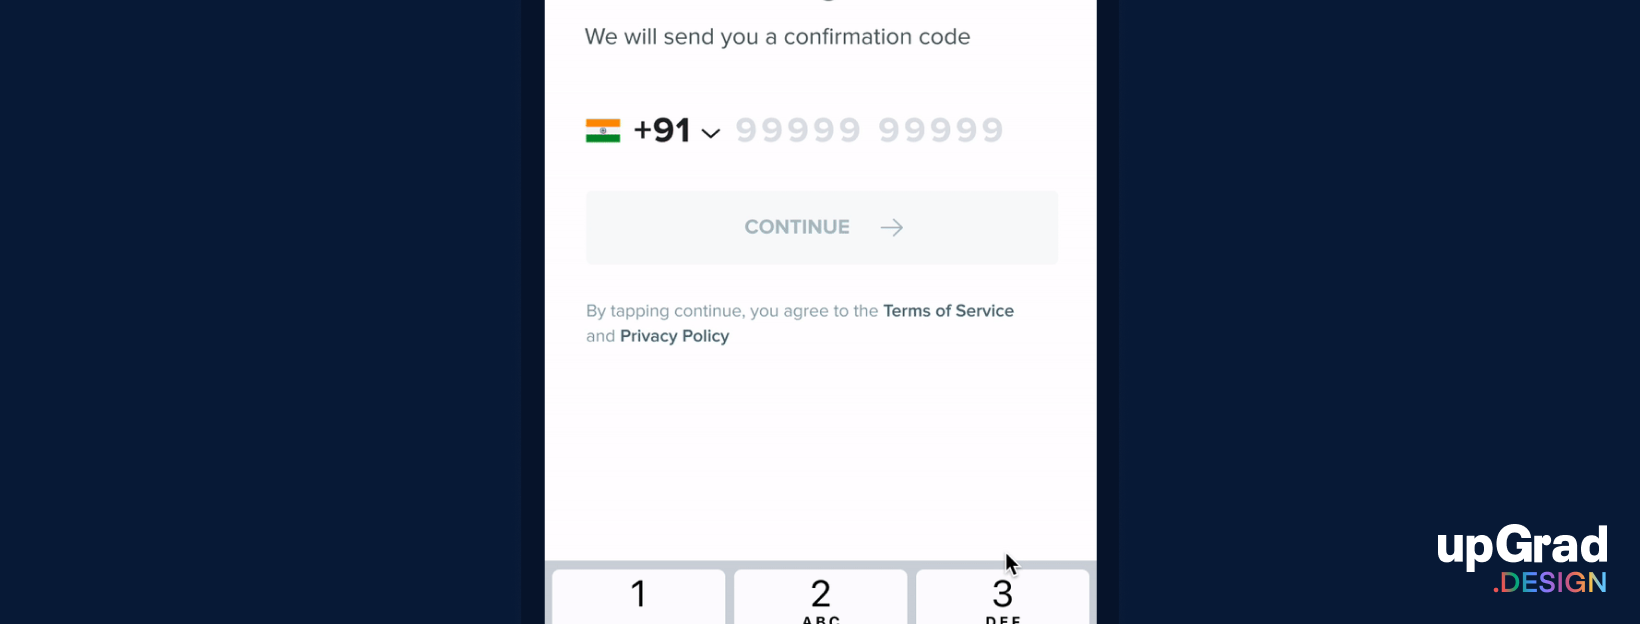 We will send you a confirmation code
+91 99999 99999
CONTINUE
By tapping continue, you agree to the Terms of Service
and Privacy Policy
1 2 3
ABC DEF
upGrad
.DESIGN